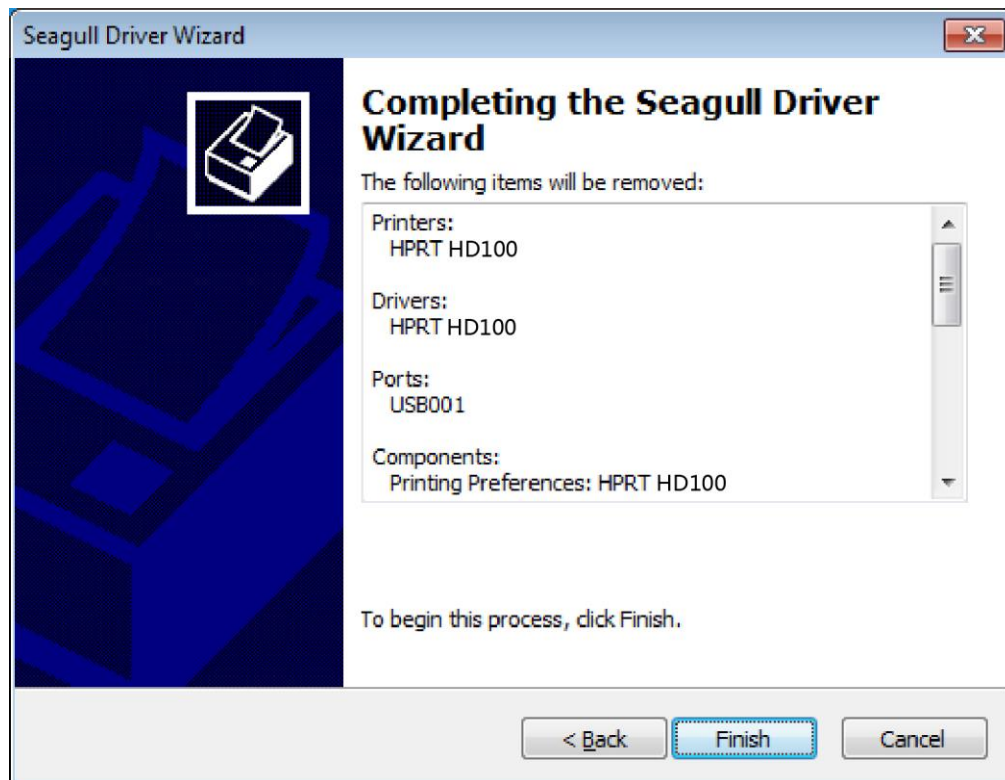 Seagull Driver Wizard
Completing the Seagull Driver
Wizard
The following items will be removed:
Printers:
HPRT HD100
Drivers:
HPRT HD100
Ports:
USB001
Components:
Printing Preferences: HPRT HD100
To begin this process, click Finish.
< Back
Finish
Cancel